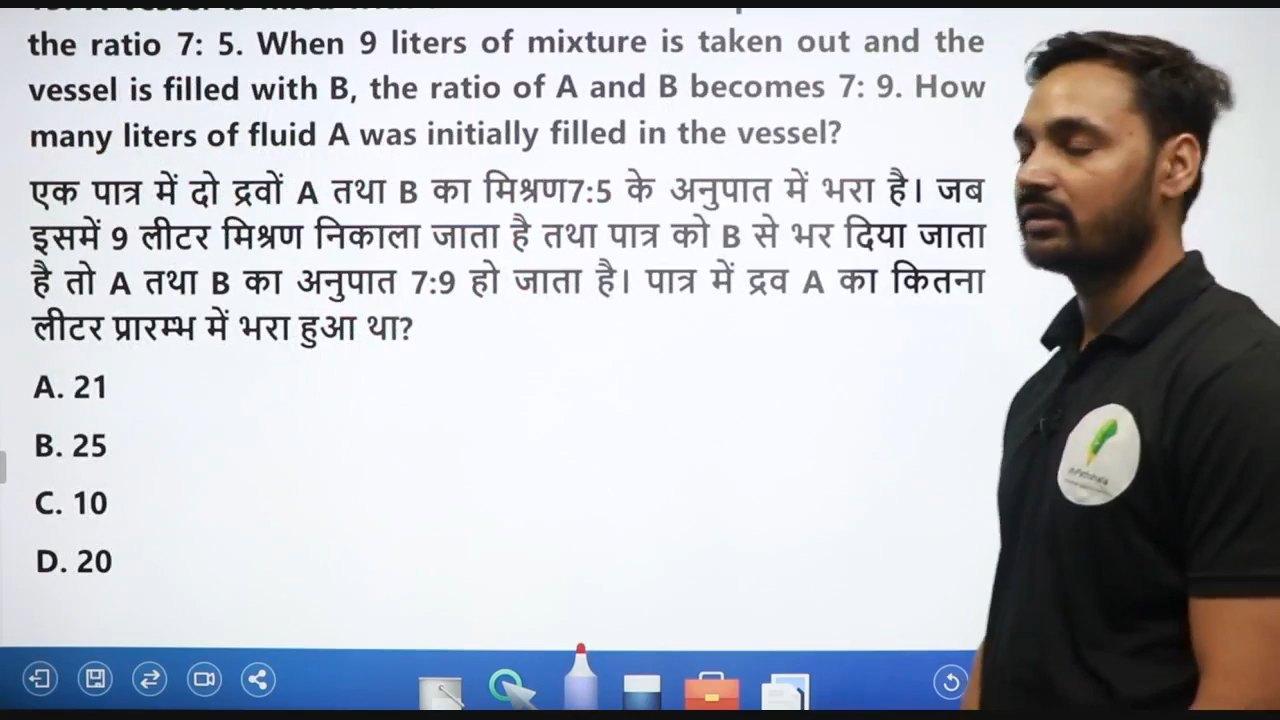 the ratio 7: 5. When 9 liters of mixture is taken out and the
vessel is filled with B, the ratio of A and B becomes 7: 9. How
many liters of fluid A was initially filled in the vessel?
एक पात्र में दो द्रवों A तथा B का मिश्रण7:5 के अनुपात में भरा है। जब
इसमें 9 लीटर मिश्रण निकाला जाता है तथा पात्र को B से भर दिया जाता
है तो A तथा B का अनुपात 7:9 हो जाता है। पात्र में द्रव A का कितना
लीटर प्रारम्भ में भरा हुआ था?
A. 21
B. 25
C. 10
D. 20